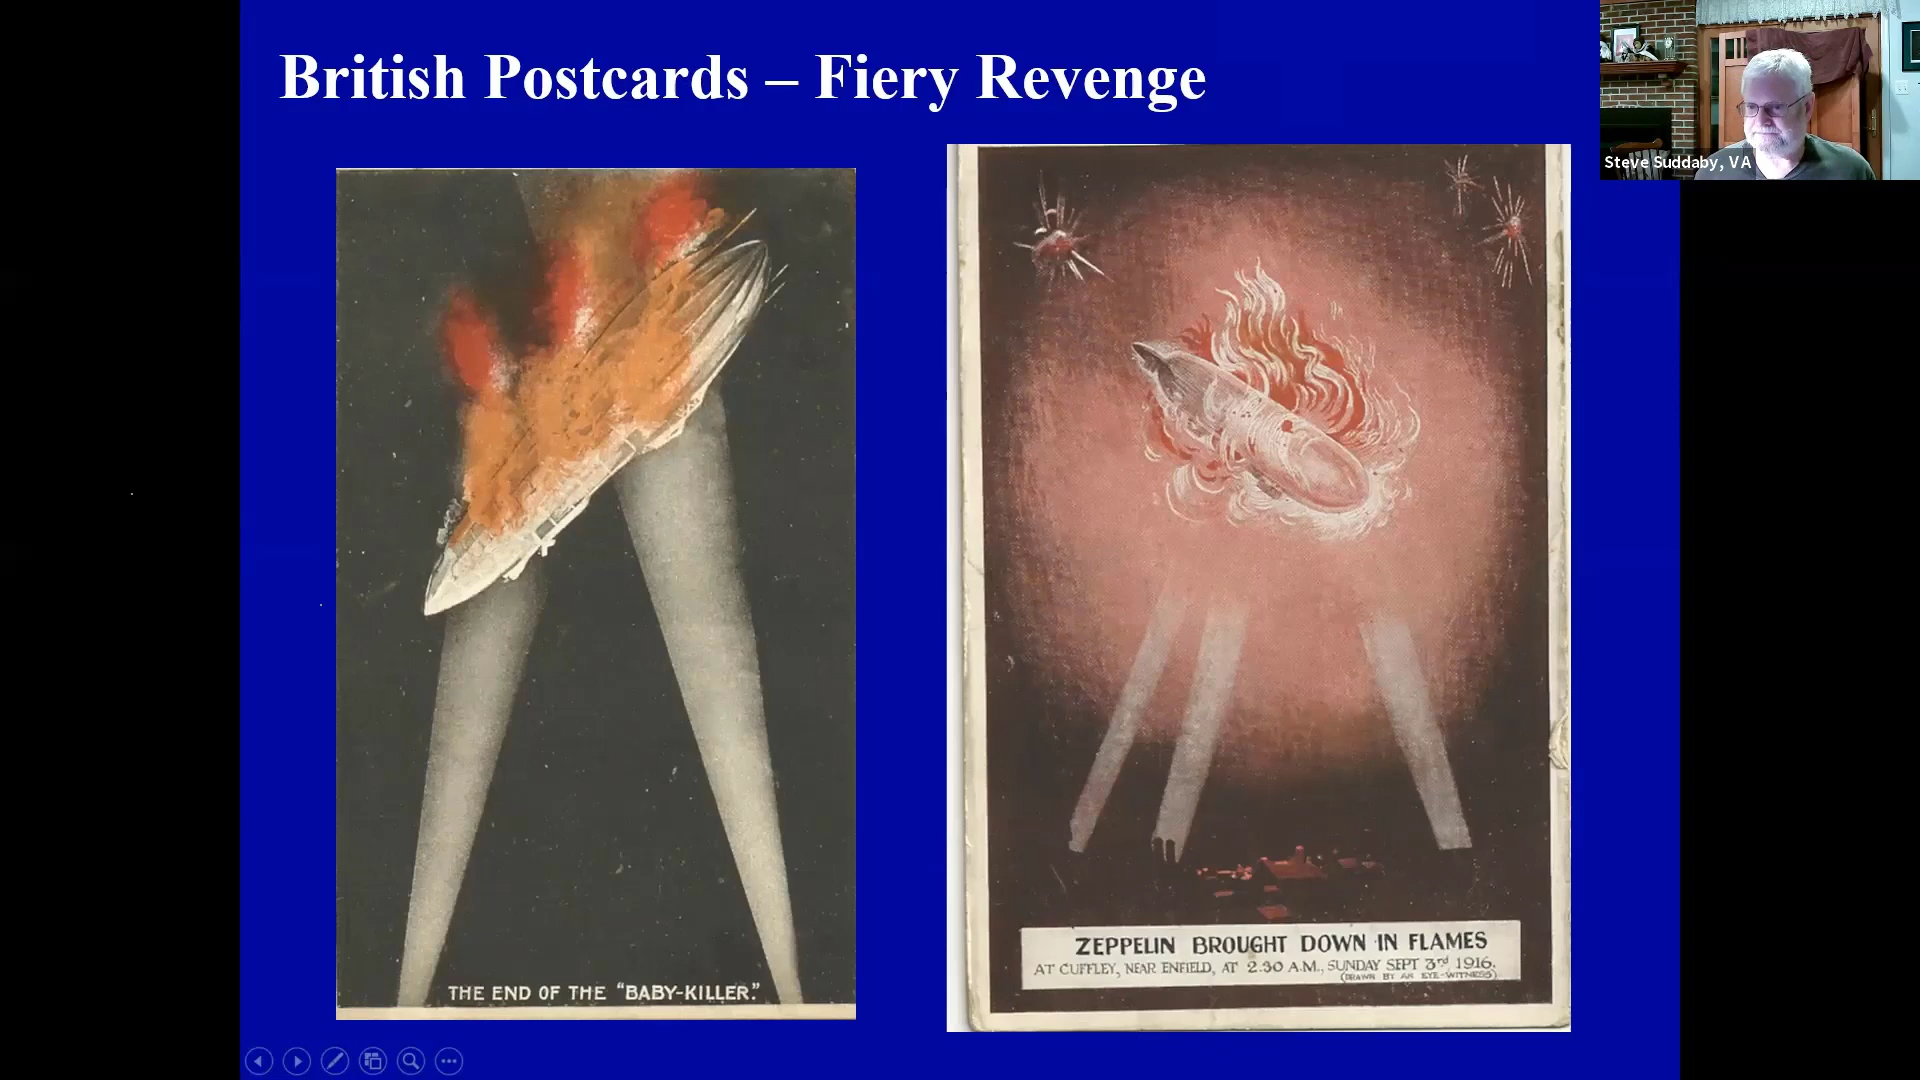 British Postcards – Fiery Revenge
Steve Suddaby, VA
THE END OF THE "BABY-KILLER."
ZEPPELIN BROUGHT DOWN IN FLAMES
AT CUFFLEY, NEAR ENFIELD, AT 2.30 A.M., SUNDAY SEPT 3rd 1916.
(DRAWN BY AN EYE-WITNESS)